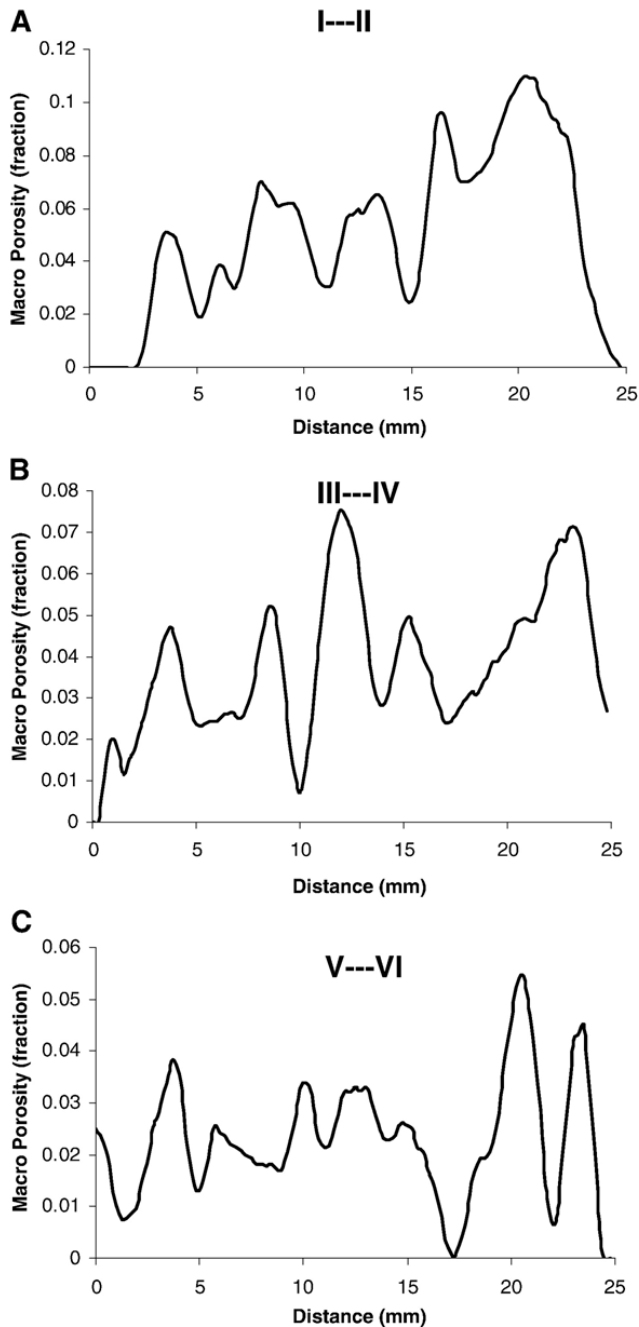 A
I---II
0.12
0.1
0.08
0.06
0.04
0.02
0
Macro Porosity (fraction)
0 5 10 15 20 25
Distance (mm)
B
III---IV
0.08
0.07
0.06
0.05
0.04
0.03
0.02
0.01
0
Macro Porosity (fraction)
0 5 10 15 20 25
Distance (mm)
C
V---VI
0.06
0.05
0.04
0.03
0.02
0.01
0
Macro Porosity (fraction)
0 5 10 15 20 25
Distance (mm)